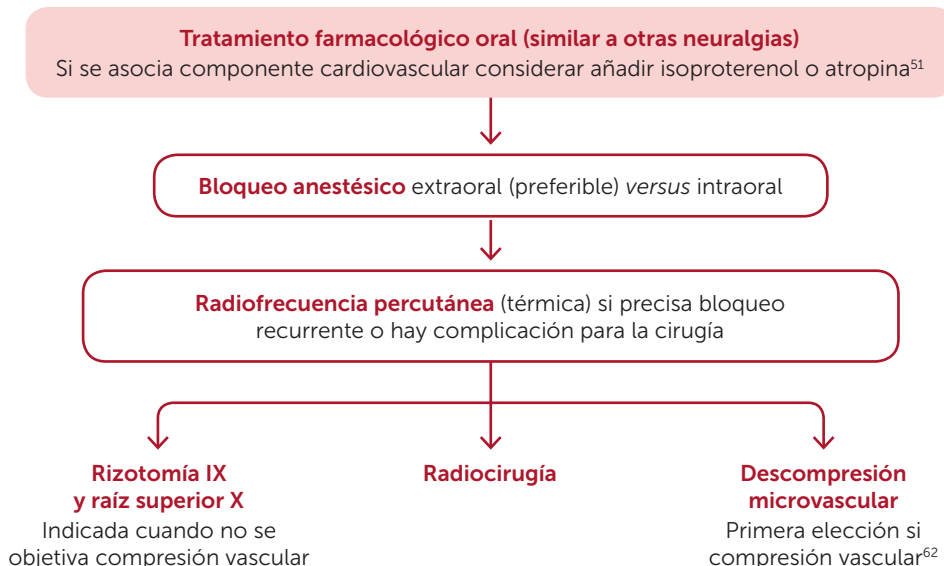 Tratamiento farmacológico oral (similar a otras neuralgias)
Si se asocia componente cardiovascular considerar añadir isoproterenol o atropina⁵¹
Bloqueo anestésico extraoral (preferible) versus intraoral
Radiofrecuencia percutánea (térmica) si precisa bloqueo
recurrente o hay complicación para la cirugía
Rizotomía IX
y raíz superior X
Indicada cuando no se
objetiva compresión vascular
Radiocirugía
Descompresión
microvascular
Primera elección si
compresión vascular⁶²